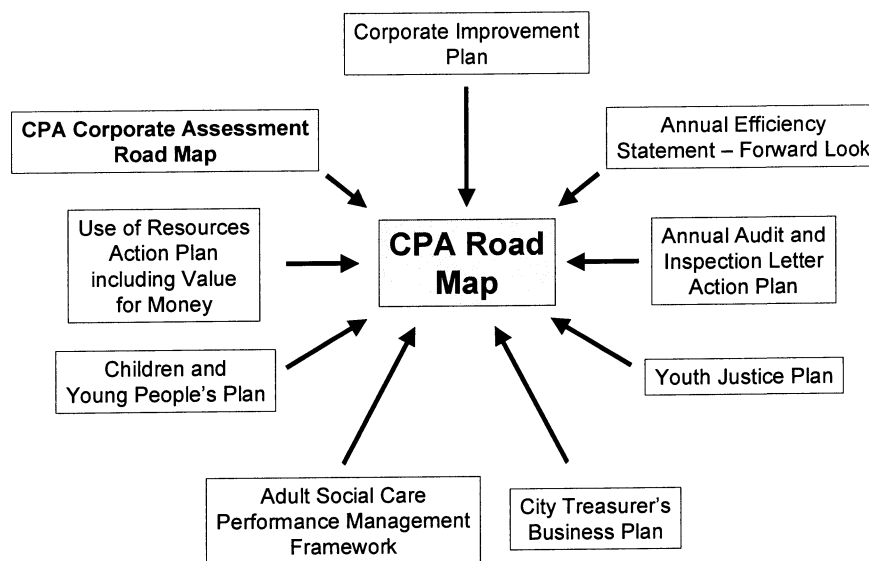 Corporate Improvement
Plan
CPA Corporate Assessment
Road Map
Annual Efficiency
Statement – Forward Look
Use of Resources
Action Plan
including Value
for Money
CPA Road
Map
Annual Audit and
Inspection Letter
Action Plan
Children and
Young People's Plan
Youth Justice Plan
Adult Social Care
Performance Management
Framework
City Treasurer's
Business Plan